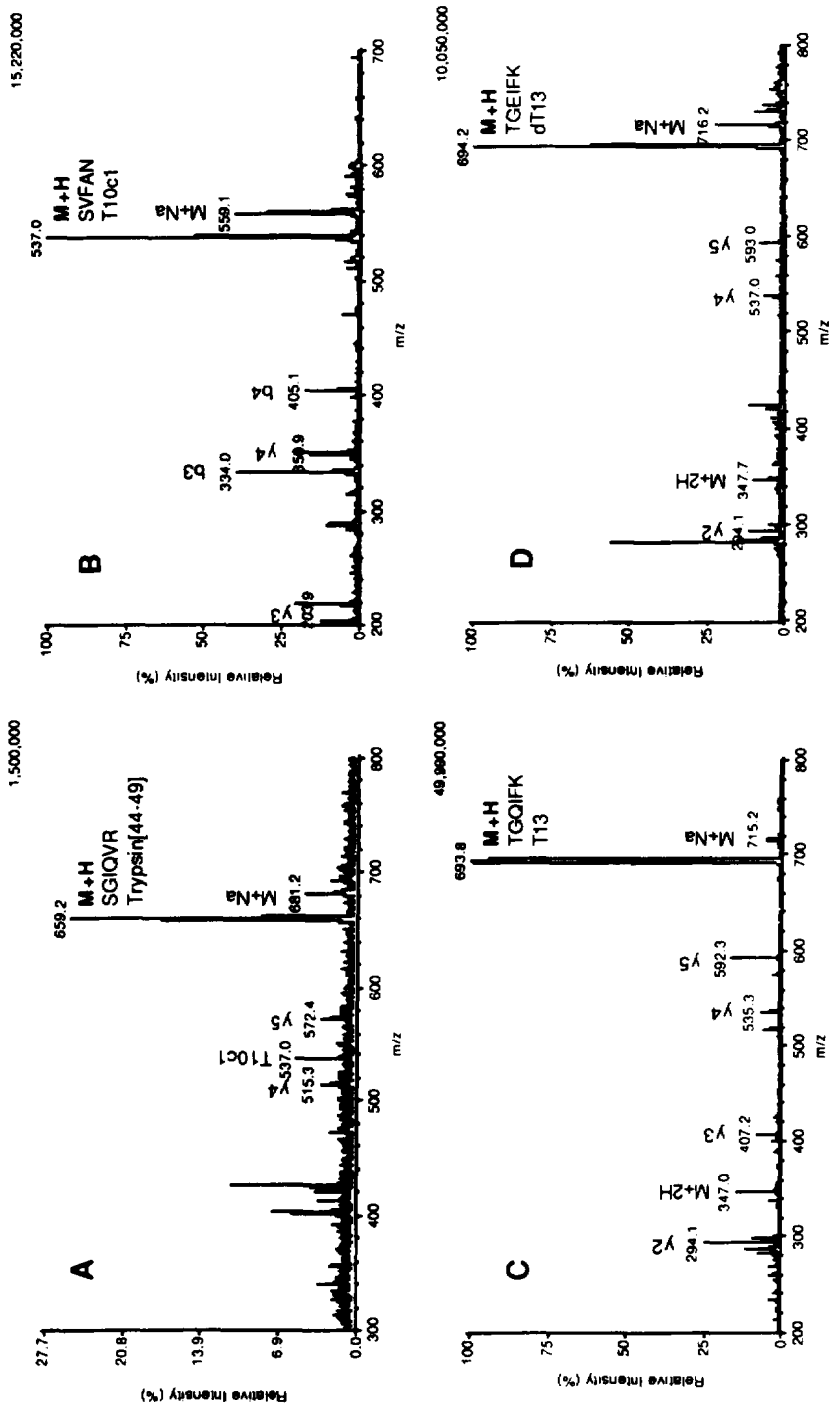 1,500,000
A
27.7
20.8
13.9
6.9
0.0
Relative Intensity (%)
300
400
500
600
700
800
m/z
659.2
M+H
SGIQVR
Trypsin[44-49]
M+Na
681.2
y5
572.4
T10c1
537.0
y4
515.3
15,220,000
B
100
75
50
25
0
Relative Intensity (%)
200
300
400
500
600
700
m/z
537.0
M+H
SVFAN
T10c1
M+Na
559.1
b4
405.1
y4
350.9
b3
334.0
y3
203.9
49,990,000
C
100
75
50
25
0
Relative Intensity (%)
200
300
400
500
600
700
800
m/z
693.8
M+H
TGQIFK
T13
M+Na
715.2
y5
592.3
y4
535.3
y3
407.2
M+2H
347.0
y2
294.1
10,050,000
D
100
75
50
25
0
Relative Intensity (%)
200
300
400
500
600
700
800
m/z
694.2
M+H
TGEIFK
dT13
M+Na
716.2
y5
593.0
y4
537.0
M+2H
347.7
y2
294.1